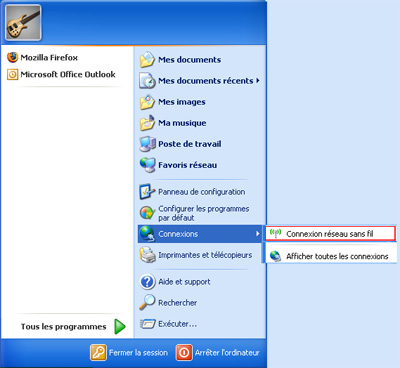 Mozilla Firefox
Microsoft Office Outlook
Tous les programmes
Mes documents
Mes documents récents
Mes images
Ma musique
Poste de travail
Favoris réseau
Panneau de configuration
Configurer les programmes
par défaut
Connexions
Imprimantes et télécopieurs
Aide et support
Rechercher
Exécuter...
Connexion réseau sans fil
Afficher toutes les connexions
Fermer la session
Arrêter l'ordinateur